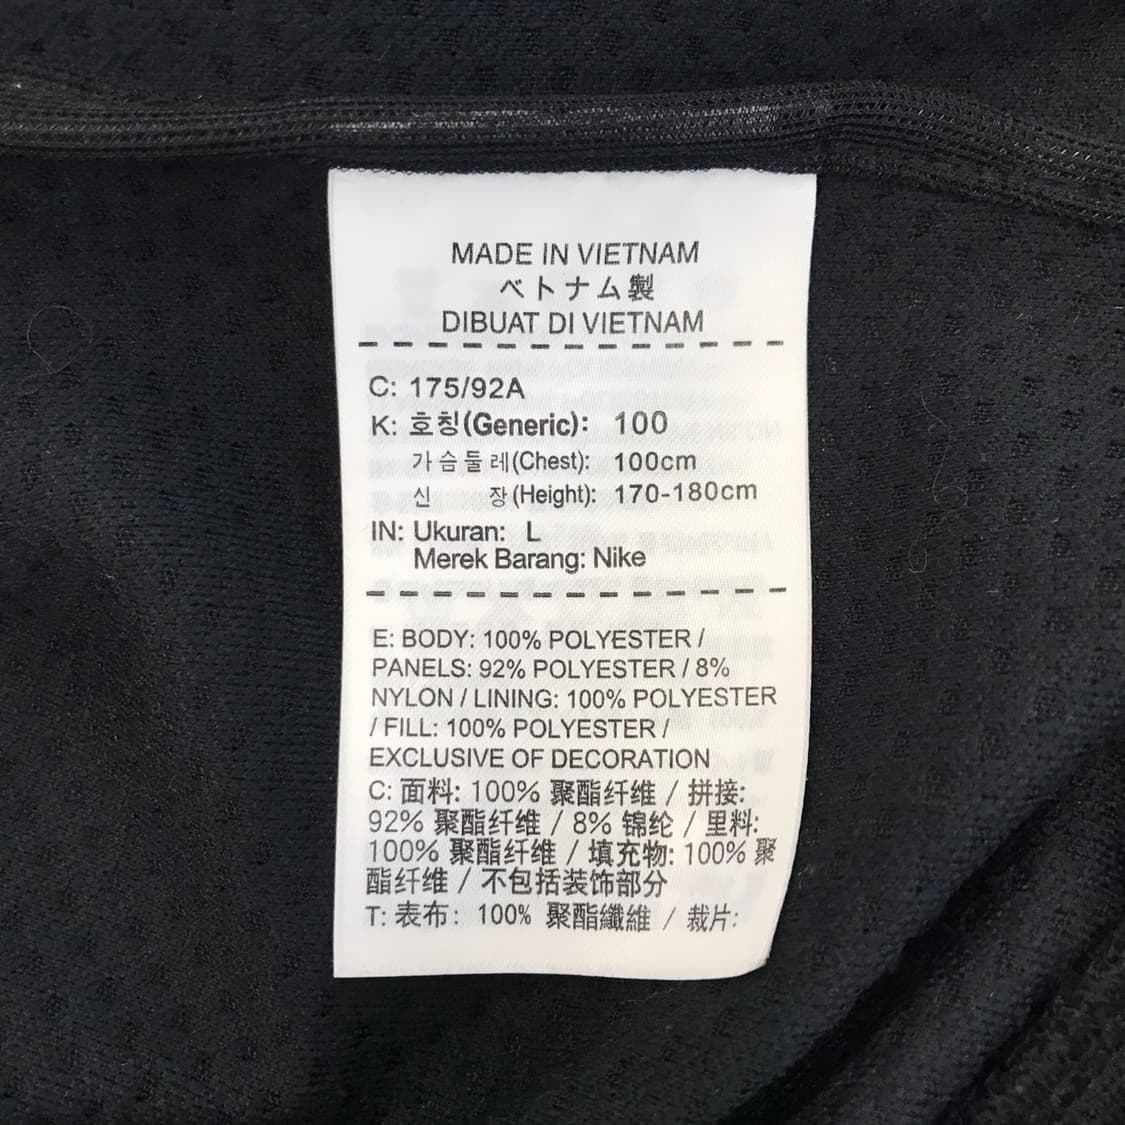 MADE IN VIETNAM
ベトナム製
DIBUAT DI VIETNAM
C: 175/92A
K: 호칭(Generic): 100
가슴둘레(Chest): 100cm
신 장(Height): 170-180cm
IN: Ukuran: L
Merek Barang: Nike
E: BODY: 100% POLYESTER /
PANELS: 92% POLYESTER / 8%
NYLON / LINING: 100% POLYESTER
/ FILL: 100% POLYESTER /
EXCLUSIVE OF DECORATION
C: 面料: 100% 聚酯纤维 / 拼接:
92% 聚酯纤维 / 8% 锦纶 / 里料:
100% 聚酯纤维 / 填充物: 100% 聚
酯纤维 / 不包括装饰部分
T: 表布: 100% 聚酯纖維 / 裁片: